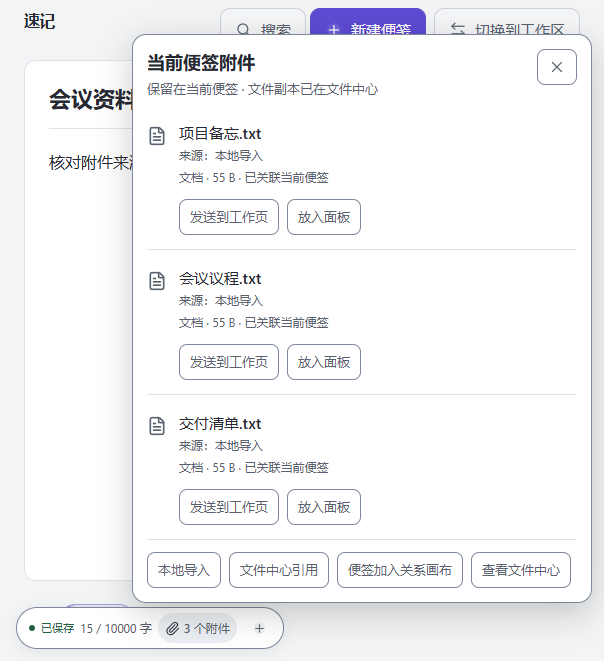 速记
搜索
新建便笺
切换到工作区
会议资料
核对附件来
当前便签附件
保留在当前便签 · 文件副本已在文件中心
项目备忘.txt
来源：本地导入
文档 · 55 B · 已关联当前便签
发送到工作页
放入面板
会议议程.txt
来源：本地导入
文档 · 55 B · 已关联当前便签
发送到工作页
放入面板
交付清单.txt
来源：本地导入
文档 · 55 B · 已关联当前便签
发送到工作页
放入面板
本地导入
文件中心引用
便签加入关系画布
查看文件中心
已保存 15 / 10000 字
3 个附件